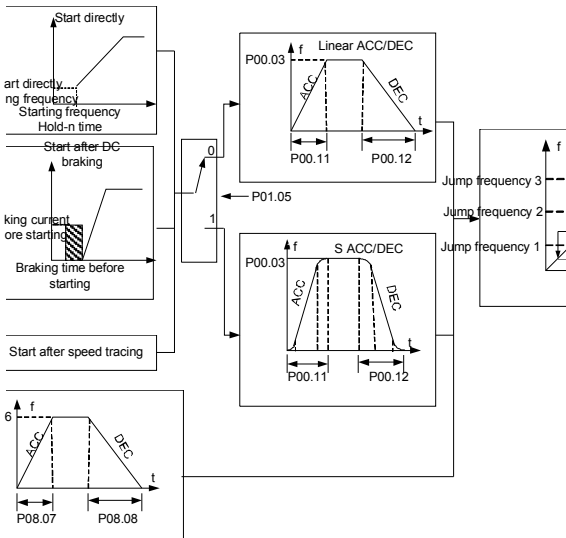 Start directly
art directly
ng frequency
Starting frequency
Hold-n time
Start after DC
braking
king current
ore starting
Braking time before
starting
Start after speed tracing
0
1
P01.05
Linear ACC/DEC
P00.03
f
ACC
DEC
t
P00.11
P00.12
S ACC/DEC
P00.03
f
ACC
DEC
t
P00.11
P00.12
f
Jump frequency 3
Jump frequency 2
Jump frequency 1
6
f
ACC
DEC
t
P08.07
P08.08